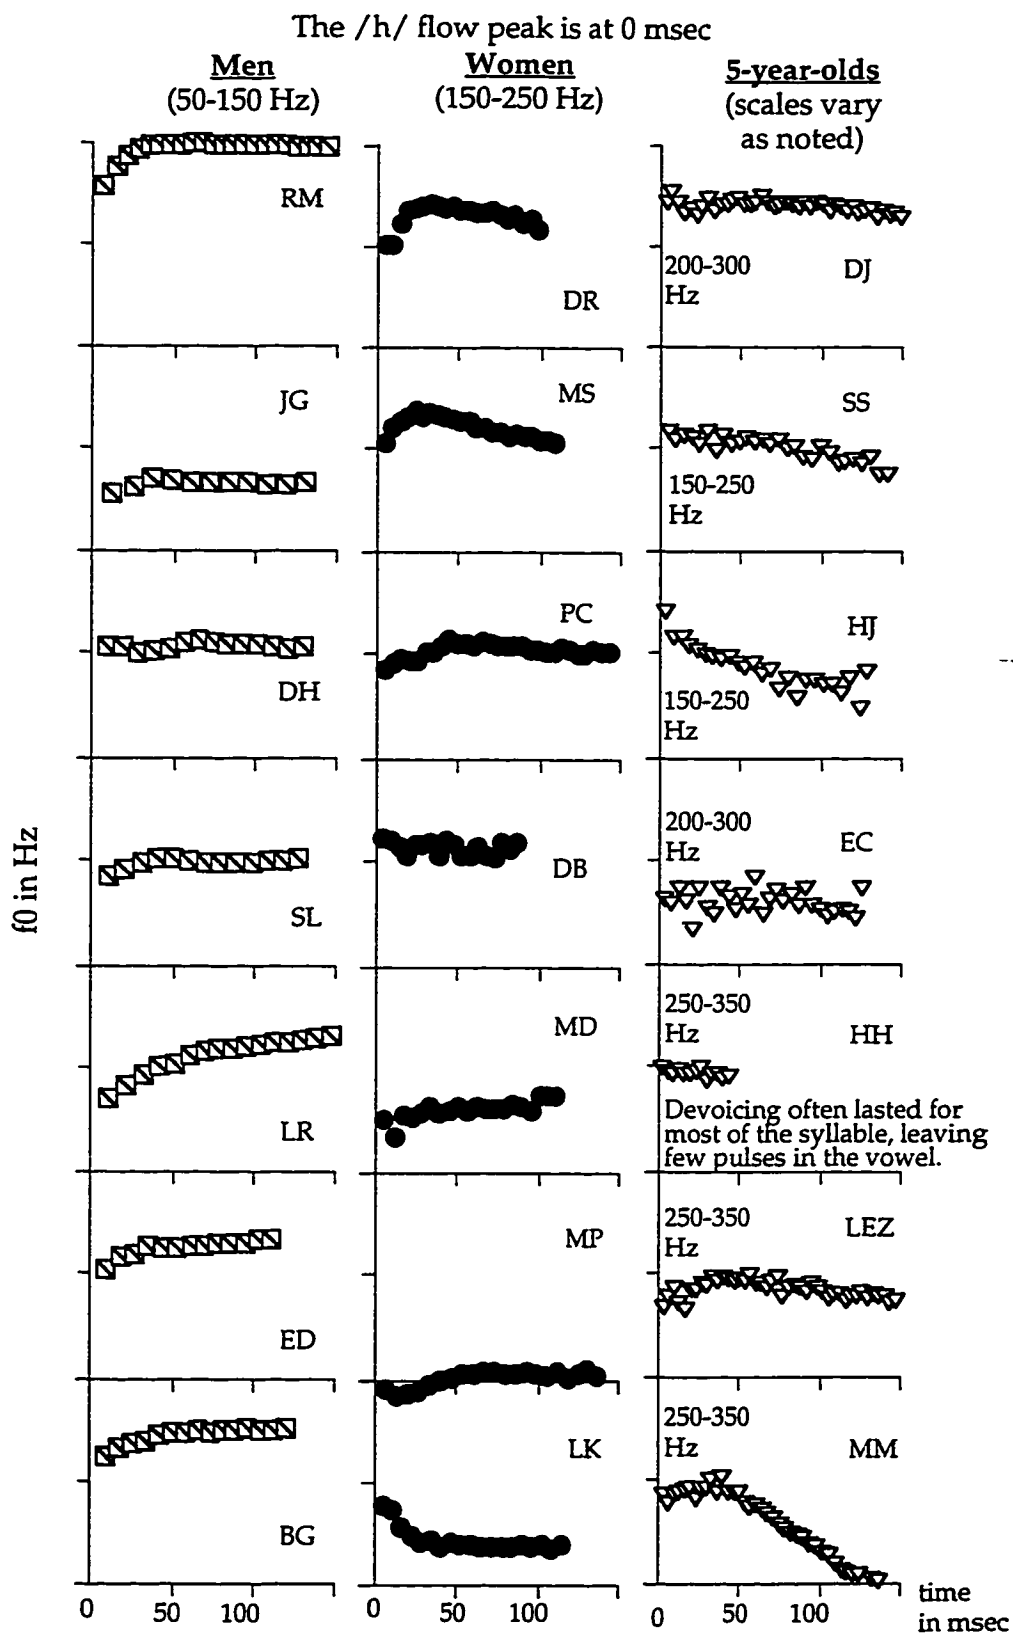 The /h/ flow peak is at 0 msec
Men
(50-150 Hz)
Women
(150-250 Hz)
5-year-olds
(scales vary
as noted)
RM
DR
200-300
Hz
DJ
JG
MS
SS
150-250
Hz
DH
PC
HJ
150-250
Hz
f0 in Hz
SL
DB
200-300
Hz
EC
LR
MD
250-350
Hz
HH
Devoicing often lasted for
most of the syllable, leaving
few pulses in the vowel.
ED
MP
250-350
Hz
LEZ
BG
LK
250-350
Hz
MM
0 50 100
0 50 100
0 50 100
time
in msec